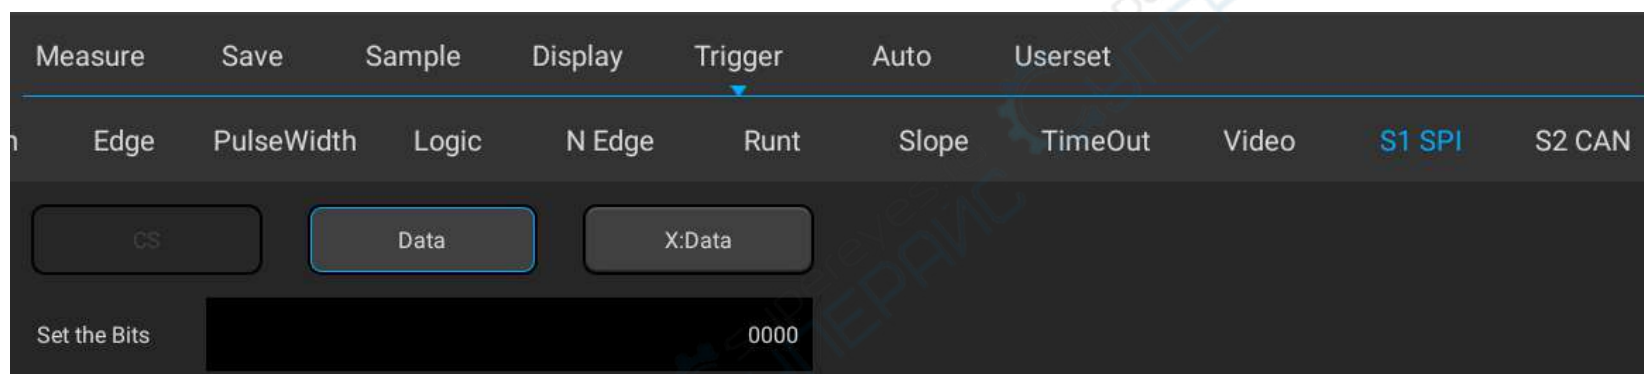 Measure Save Sample Display Trigger Auto Userset
Edge PulseWidth Logic N Edge Runt Slope TimeOut Video S1 SPI S2 CAN
CS Data X:Data
Set the Bits 0000